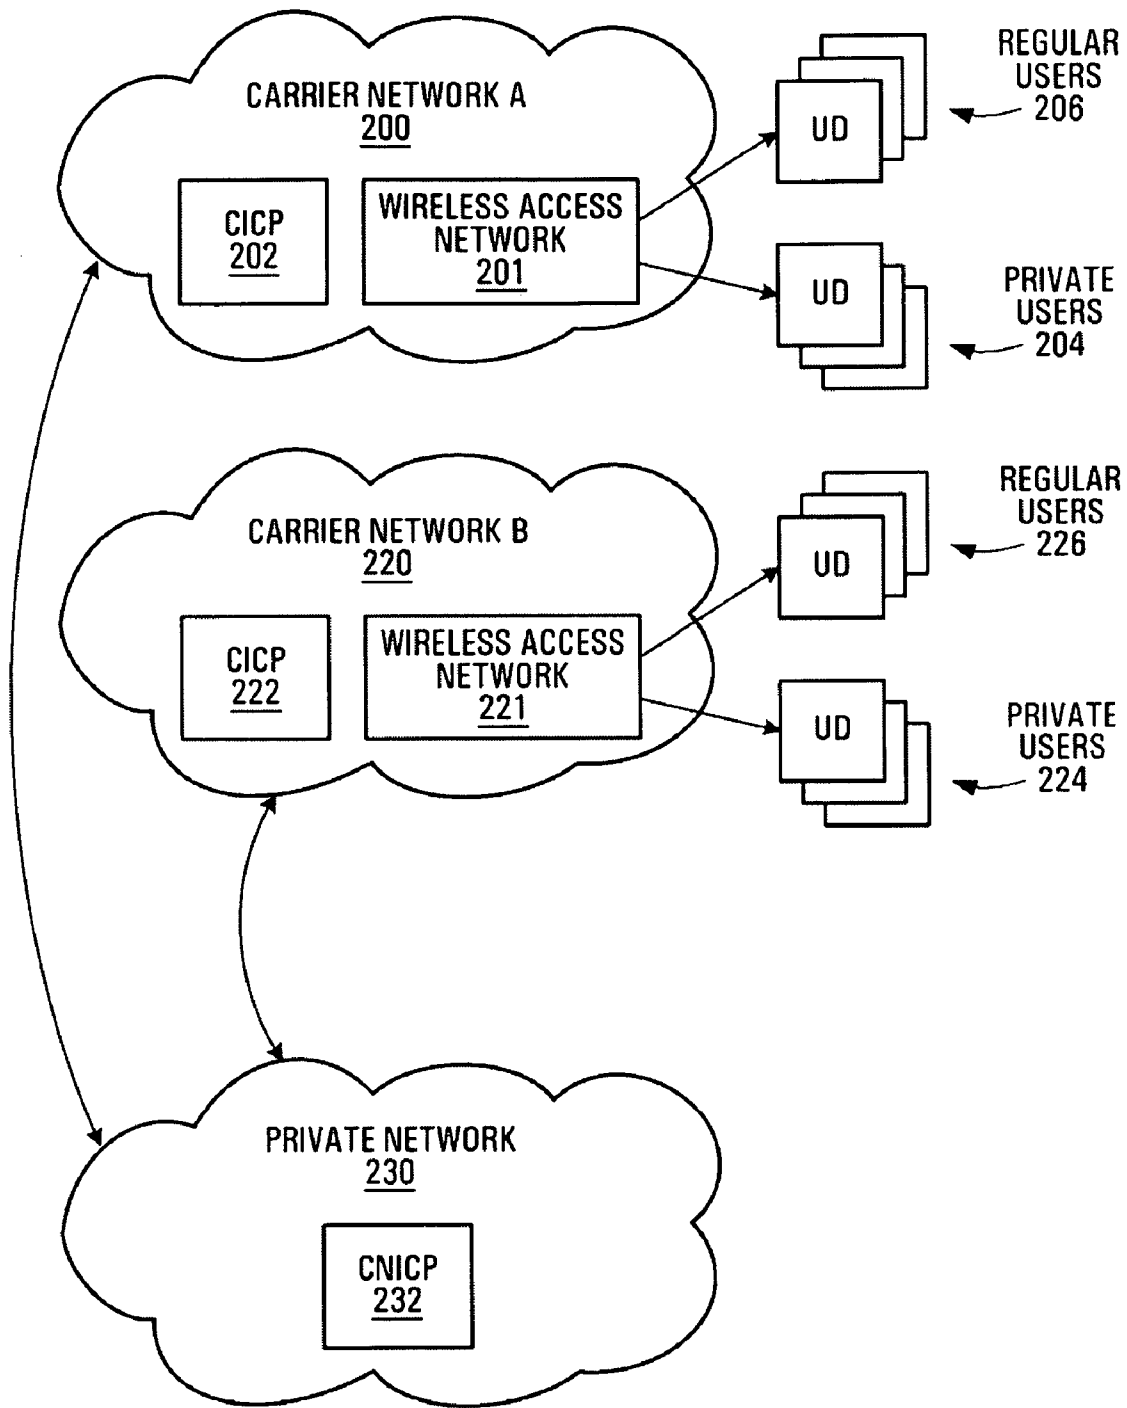 CARRIER NETWORK A
200
CICP
202
WIRELESS ACCESS
NETWORK
201
UD
REGULAR
USERS
206
UD
PRIVATE
USERS
204
CARRIER NETWORK B
220
CICP
222
WIRELESS ACCESS
NETWORK
221
UD
REGULAR
USERS
226
UD
PRIVATE
USERS
224
PRIVATE NETWORK
230
CNICP
232